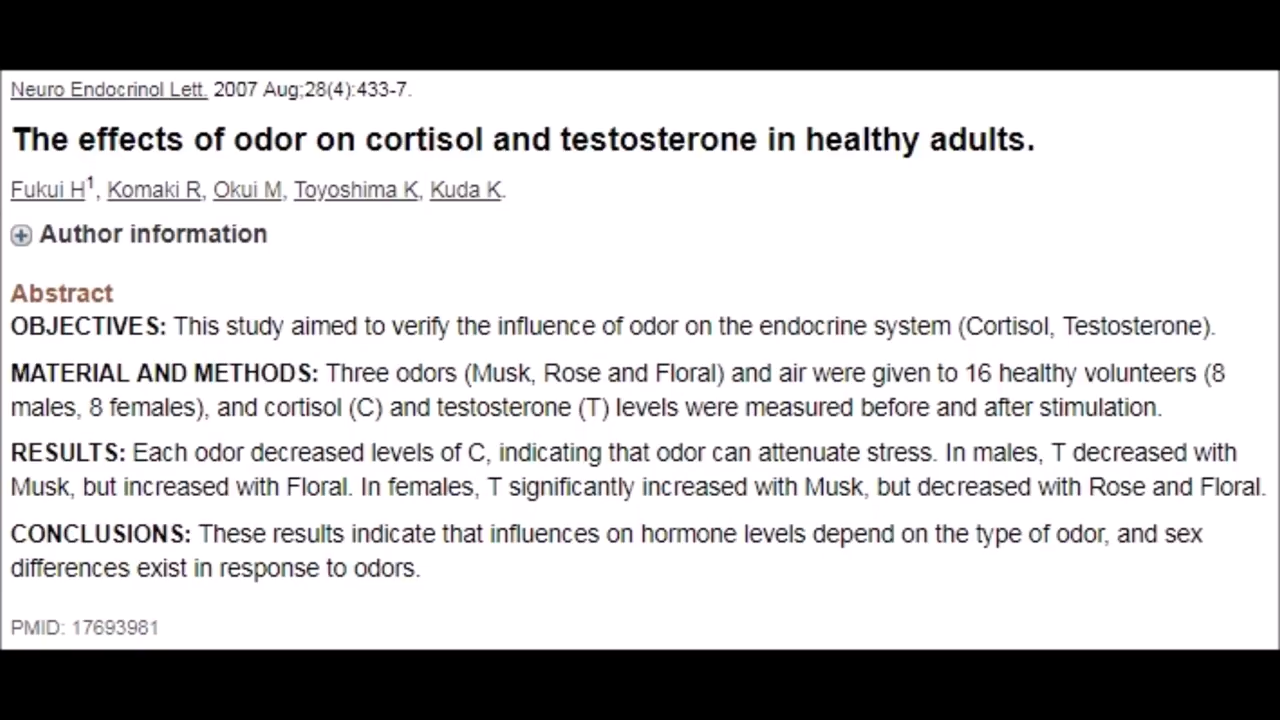 Neuro Endocrinol Lett. 2007 Aug;28(4):433-7.
The effects of odor on cortisol and testosterone in healthy adults.
Fukui H1, Komaki R, Okui M, Toyoshima K, Kuda K.
Author information
Abstract
OBJECTIVES: This study aimed to verify the influence of odor on the endocrine system (Cortisol, Testosterone).
MATERIAL AND METHODS: Three odors (Musk, Rose and Floral) and air were given to 16 healthy volunteers (8
males, 8 females), and cortisol (C) and testosterone (T) levels were measured before and after stimulation.
RESULTS: Each odor decreased levels of C, indicating that odor can attenuate stress. In males, T decreased with
Musk, but increased with Floral. In females, T significantly increased with Musk, but decreased with Rose and Floral.
CONCLUSIONS: These results indicate that influences on hormone levels depend on the type of odor, and sex
differences exist in response to odors.
PMID: 17693981